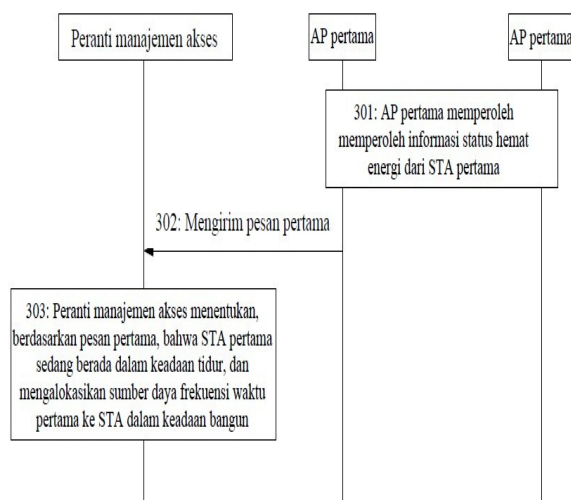 Peranti manajemen akses
AP pertama
AP pertama
301: AP pertama memperoleh
memperoleh informasi status hemat
energi dari STA pertama
302: Mengirim pesan pertama
303: Peranti manajemen akses menentukan,
berdasarkan pesan pertama, bahwa STA pertama
sedang berada dalam keadaan tidur, dan
mengalokasikan sumber daya frekuensi waktu
pertama ke STA dalam keadaan bangun